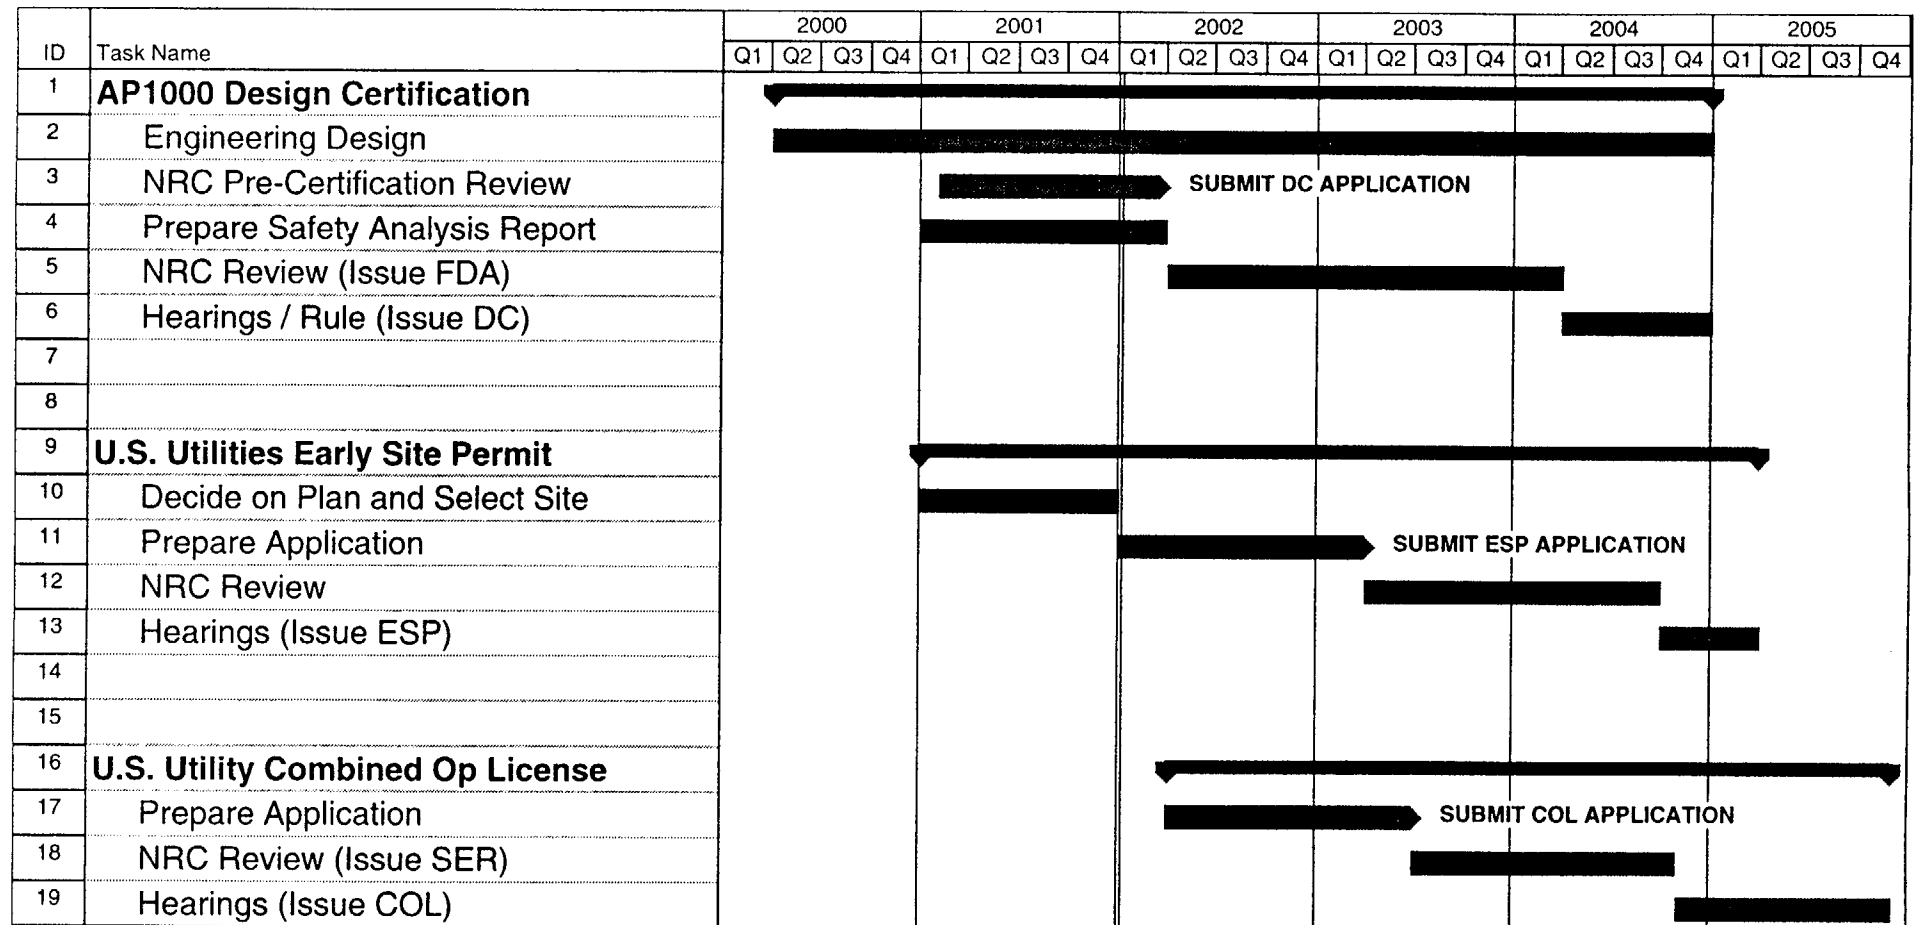 2000 2001 2002 2003 2004 2005
ID Task Name Q1 Q2 Q3 Q4 Q1 Q2 Q3 Q4 Q1 Q2 Q3 Q4 Q1 Q2 Q3 Q4 Q1 Q2 Q3 Q4 Q1 Q2 Q3 Q4
1 AP1000 Design Certification
2 Engineering Design
3 NRC Pre-Certification Review SUBMIT DC APPLICATION
4 Prepare Safety Analysis Report
5 NRC Review (Issue FDA)
6 Hearings / Rule (Issue DC)
7
8
9 U.S. Utilities Early Site Permit
10 Decide on Plan and Select Site
11 Prepare Application SUBMIT ESP APPLICATION
12 NRC Review
13 Hearings (Issue ESP)
14
15
16 U.S. Utility Combined Op License
17 Prepare Application SUBMIT COL APPLICATION
18 NRC Review (Issue SER)
19 Hearings (Issue COL)